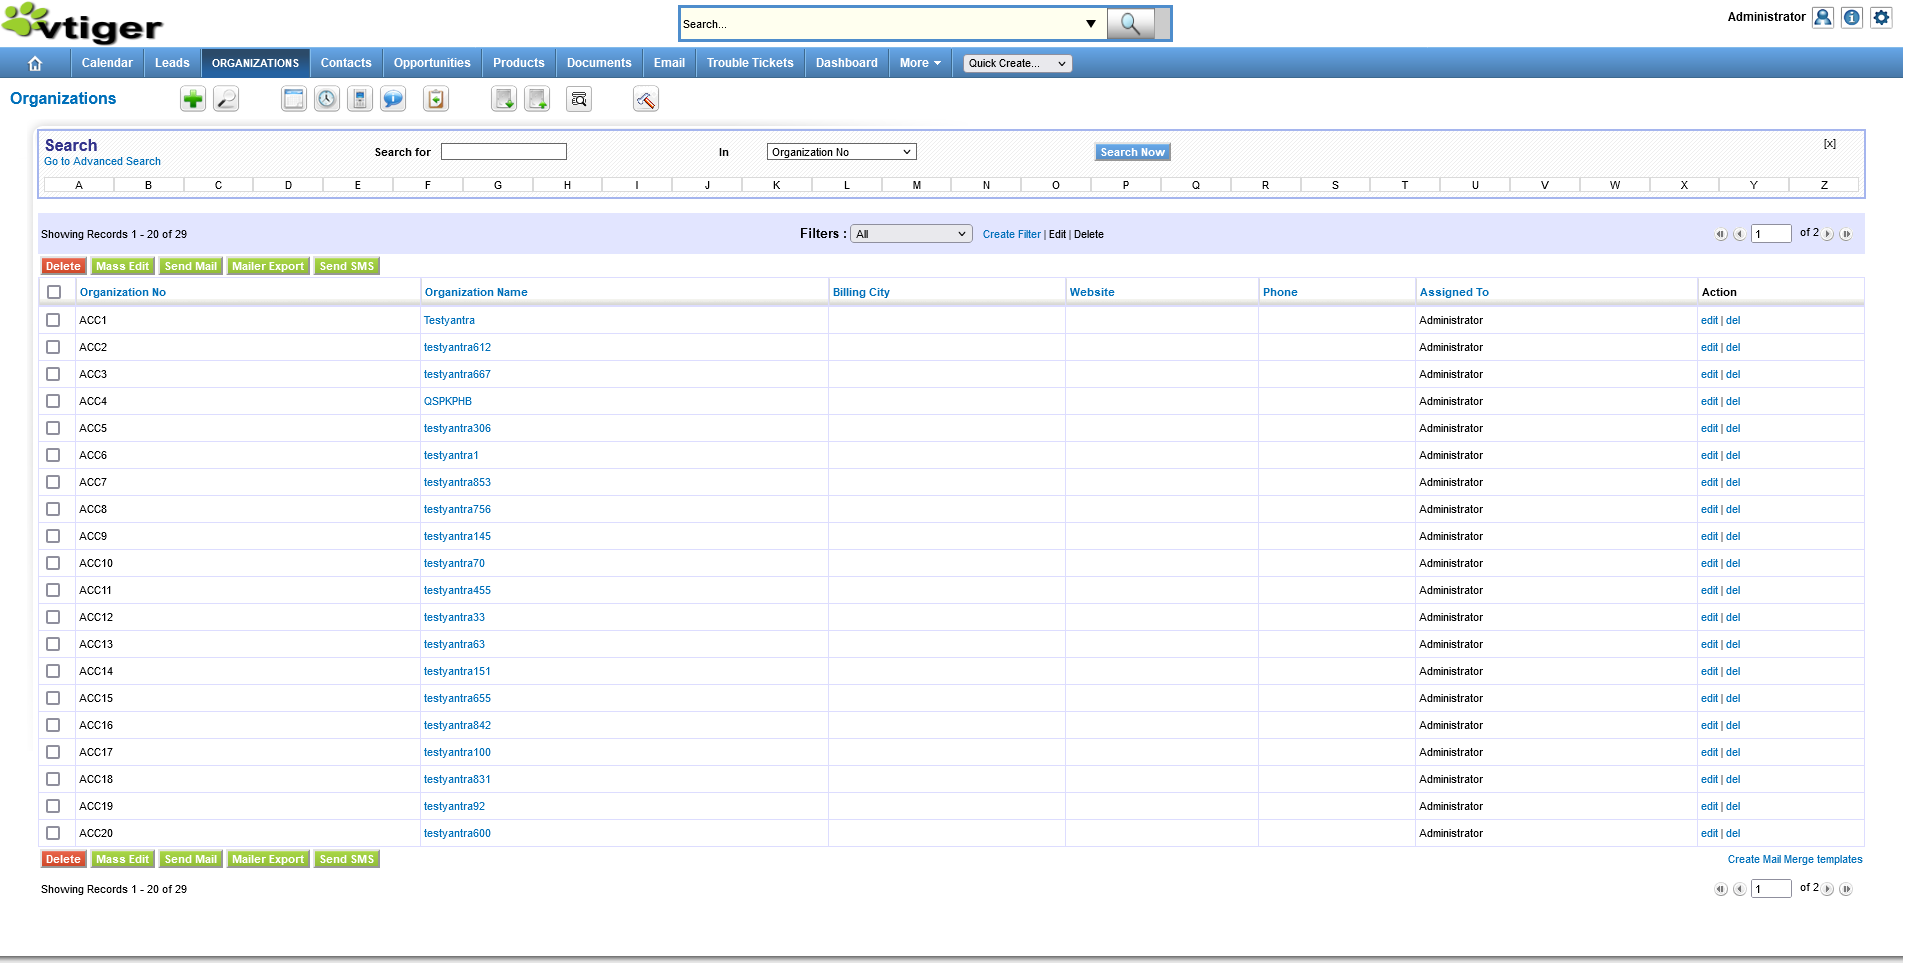 vtiger
Search...
Administrator
Calendar Leads ORGANIZATIONS Contacts Opportunities Products Documents Email Trouble Tickets Dashboard More Quick Create...
Organizations
Search
Go to Advanced Search
Search for In Organization No Search Now [x]
A B C D E F G H I J K L M N O P Q R S T U V W X Y Z
Showing Records 1 - 20 of 29 Filters : All Create Filter | Edit | Delete 1 of 2
Delete Mass Edit Send Mail Mailer Export Send SMS
Organization No Organization Name Billing City Website Phone Assigned To Action
ACC1 Testyantra Administrator edit | del
ACC2 testyantra612 Administrator edit | del
ACC3 testyantra667 Administrator edit | del
ACC4 QSPKPHB Administrator edit | del
ACC5 testyantra306 Administrator edit | del
ACC6 testyantra1 Administrator edit | del
ACC7 testyantra853 Administrator edit | del
ACC8 testyantra756 Administrator edit | del
ACC9 testyantra145 Administrator edit | del
ACC10 testyantra70 Administrator edit | del
ACC11 testyantra455 Administrator edit | del
ACC12 testyantra33 Administrator edit | del
ACC13 testyantra63 Administrator edit | del
ACC14 testyantra151 Administrator edit | del
ACC15 testyantra655 Administrator edit | del
ACC16 testyantra842 Administrator edit | del
ACC17 testyantra100 Administrator edit | del
ACC18 testyantra831 Administrator edit | del
ACC19 testyantra92 Administrator edit | del
ACC20 testyantra600 Administrator edit | del
Delete Mass Edit Send Mail Mailer Export Send SMS Create Mail Merge templates
Showing Records 1 - 20 of 29 1 of 2